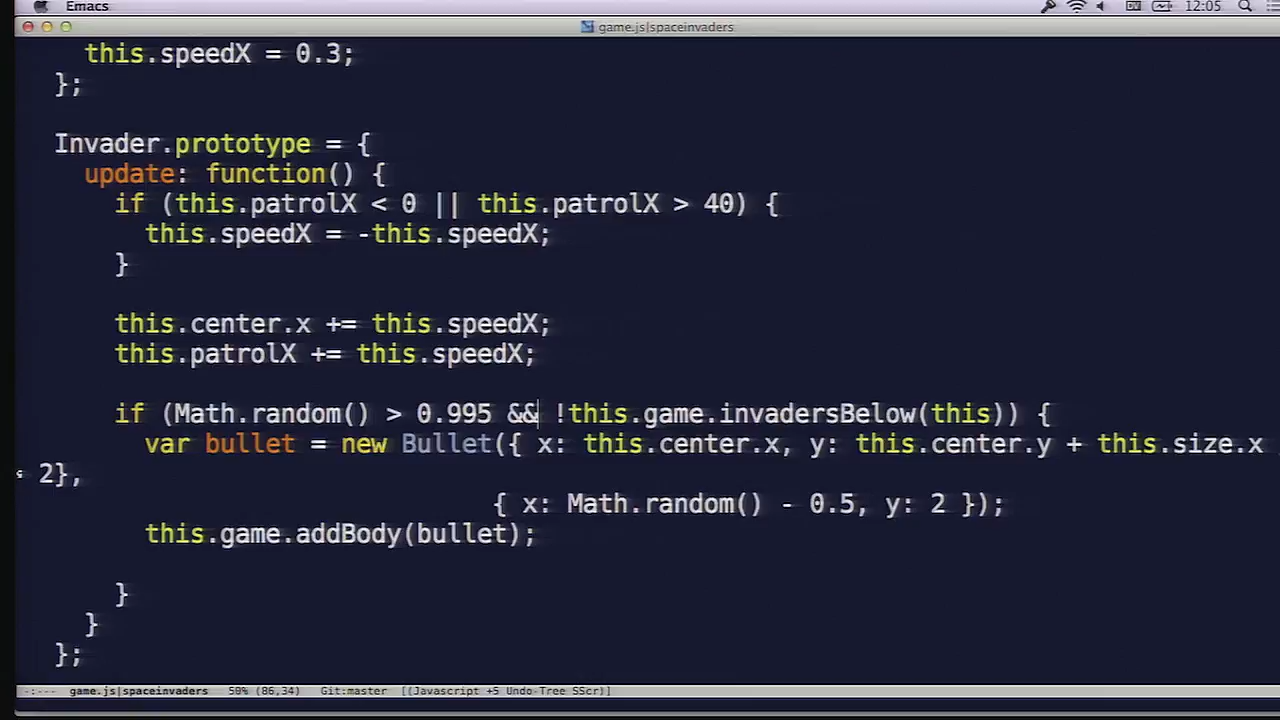 Emacs
12:05
game.js|spaceinvaders
this.speedX = 0.3;
};
Invader.prototype = {
update: function() {
if (this.patrolX < 0 || this.patrolX > 40) {
this.speedX = -this.speedX;
}
this.center.x += this.speedX;
this.patrolX += this.speedX;
if (Math.random() > 0.995 && !this.game.invadersBelow(this)) {
var bullet = new Bullet({ x: this.center.x, y: this.center.y + this.size.x
2},
{ x: Math.random() - 0.5, y: 2 });
this.game.addBody(bullet);
}
}
};
-:--- game.js|spaceinvaders 50% (86,34) Git:master [(Javascript +5 Undo-Tree SScr)]